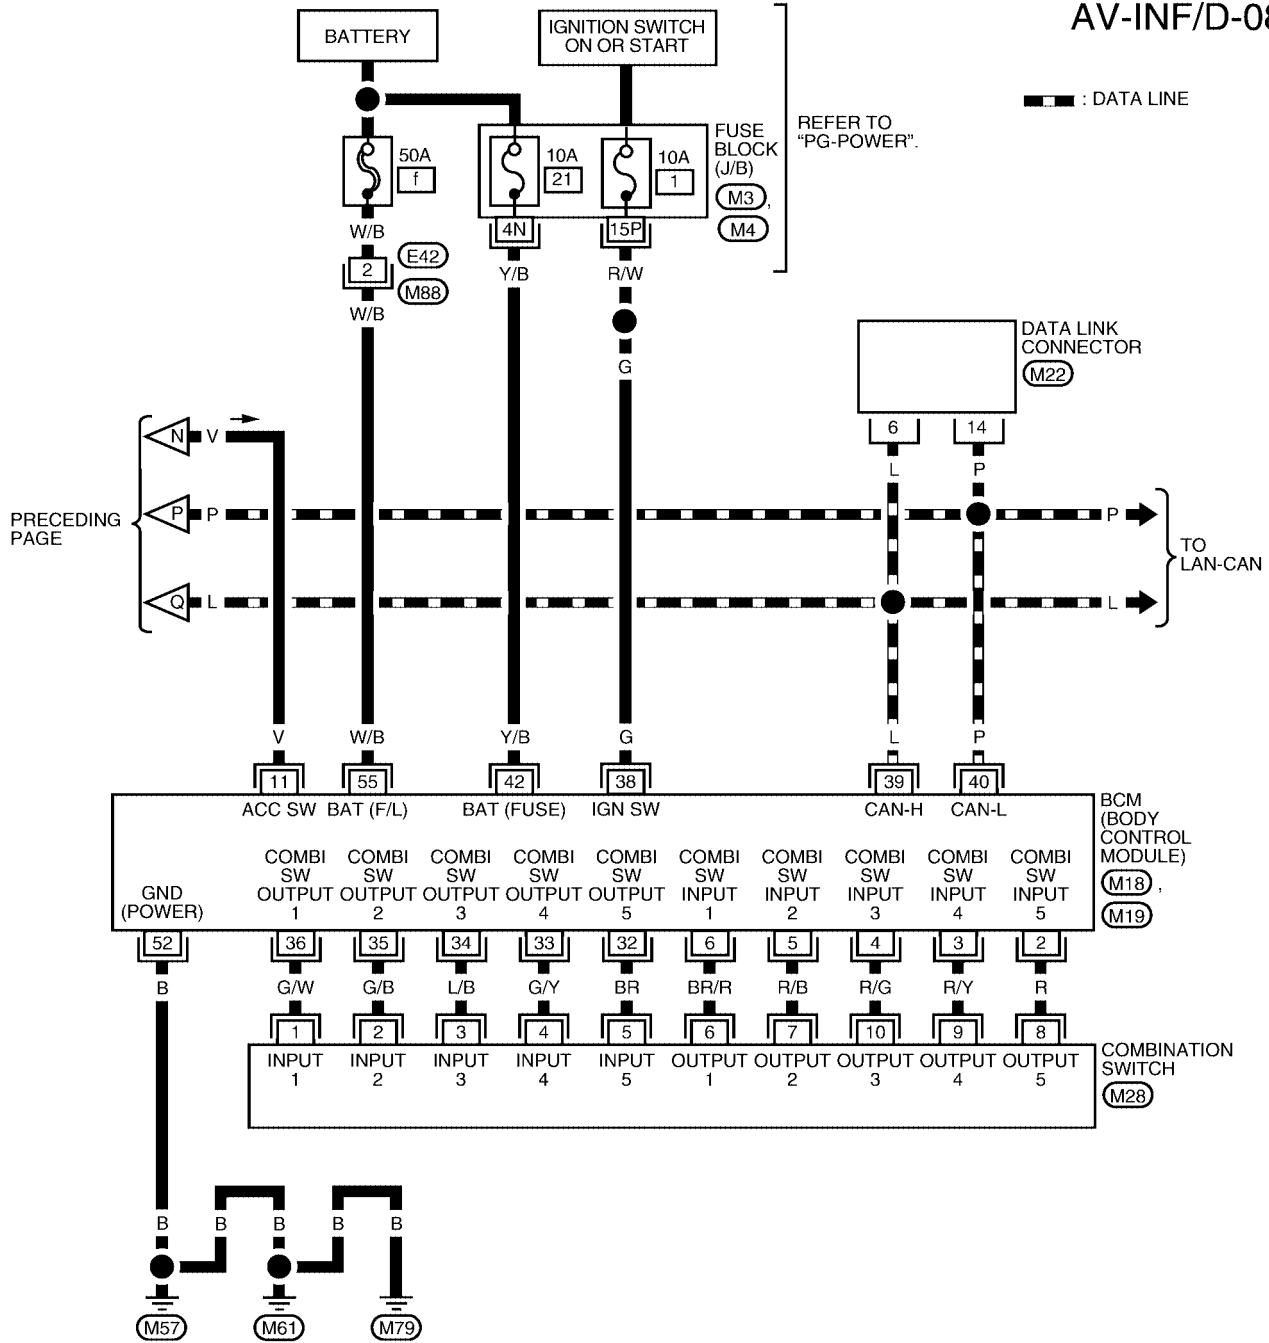 AV-INF/D-08
BATTERY
IGNITION SWITCH
ON OR START
: DATA LINE
REFER TO
"PG-POWER".
FUSE
BLOCK
(J/B)
M3 ,
M4
50A
f
10A
21
10A
1
W/B
4N
15P
E42
2
M88
Y/B
R/W
W/B
G
DATA LINK
CONNECTOR
M22
6
14
N V
L
P
PRECEDING
PAGE
P P
P
TO
LAN-CAN
Q L
L
V
W/B
Y/B
G
L
P
11
55
42
38
39
40
ACC SW
BAT (F/L)
BAT (FUSE)
IGN SW
CAN-H
CAN-L
BCM
(BODY
CONTROL
MODULE)
M18 ,
M19
GND
(POWER)
COMBI
SW
OUTPUT
1
COMBI
SW
OUTPUT
2
COMBI
SW
OUTPUT
3
COMBI
SW
OUTPUT
4
COMBI
SW
OUTPUT
5
COMBI
SW
INPUT
1
COMBI
SW
INPUT
2
COMBI
SW
INPUT
3
COMBI
SW
INPUT
4
COMBI
SW
INPUT
5
52
36
35
34
33
32
6
5
4
3
2
B
G/W
G/B
L/B
G/Y
BR
BR/R
R/B
R/G
R/Y
R
1
2
3
4
5
6
7
10
9
8
INPUT
1
INPUT
2
INPUT
3
INPUT
4
INPUT
5
OUTPUT
1
OUTPUT
2
OUTPUT
3
OUTPUT
4
OUTPUT
5
COMBINATION
SWITCH
M28
B
B
B
B
B
M57
M61
M79